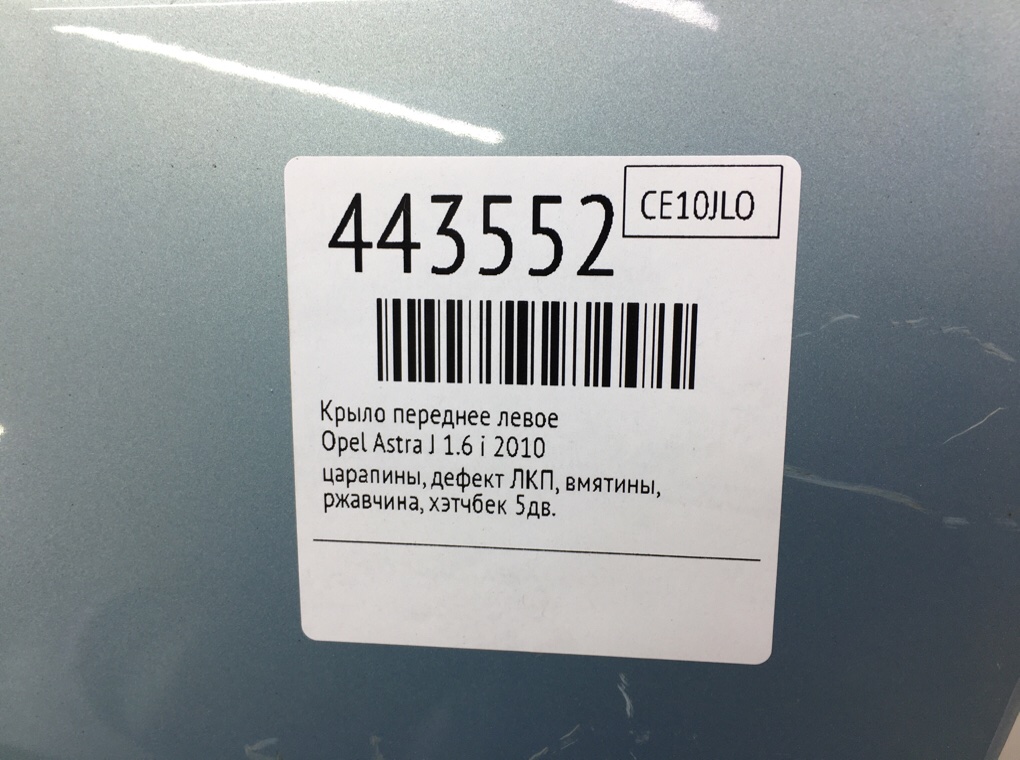 443552
CE10JLO
Крыло переднее левое
Opel Astra J 1.6 i 2010
царапины, дефект ЛКП, вмятины,
ржавчина, хэтчбек 5дв.